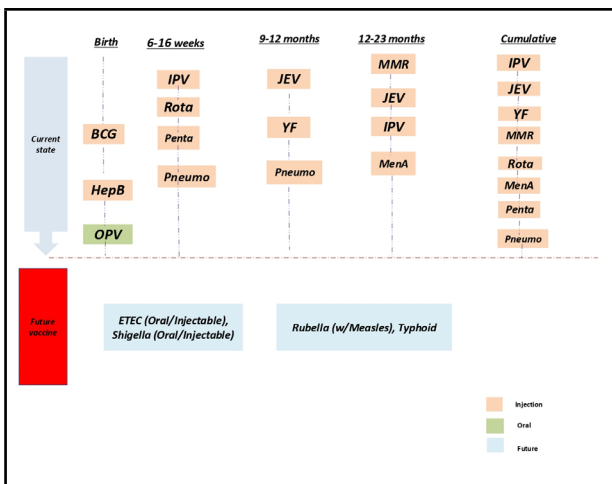 Birth
6-16 weeks
9-12 months
12-23 months
Cumulative
Current
state
BCG
HepB
OPV
IPV
Rota
Penta
Pneumo
JEV
YF
Pneumo
MMR
JEV
IPV
MenA
IPV
JEV
YF
MMR
Rota
MenA
Penta
Pneumo
Future
vaccine
ETEC (Oral/Injectable),
Shigella (Oral/Injectable)
Rubella (w/Measles), Typhoid
Injection
Oral
Future